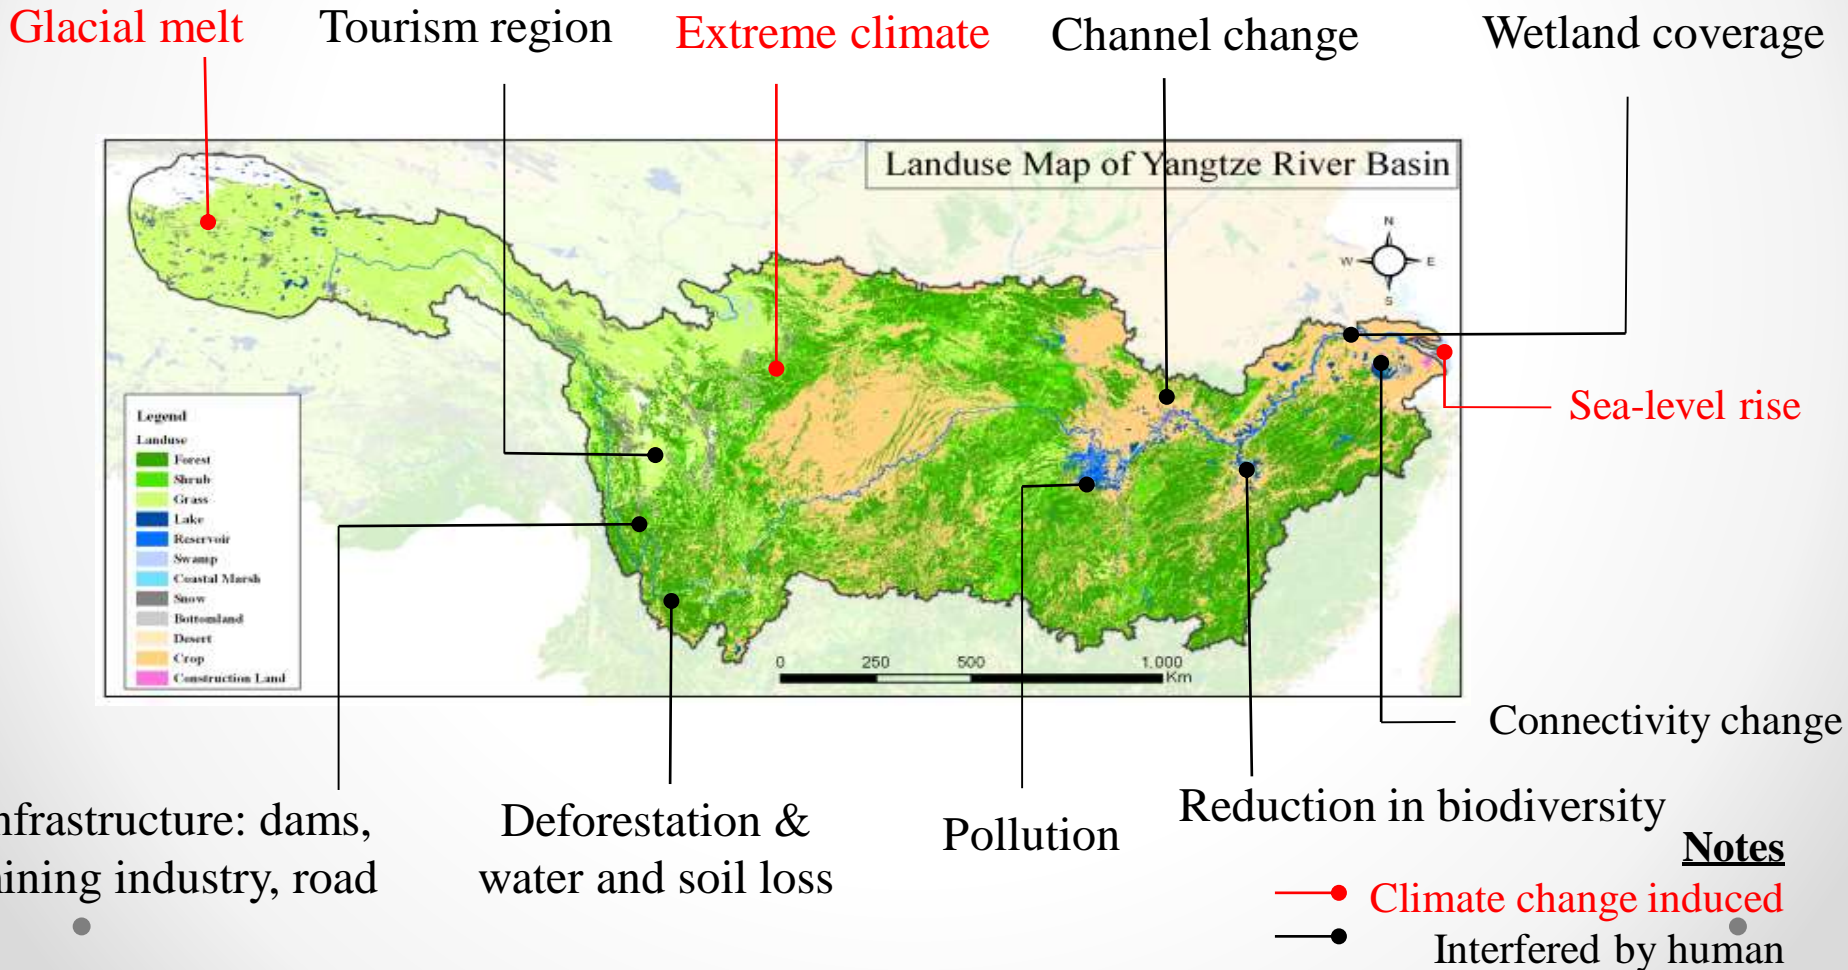 Glacial melt
Tourism region
Extreme climate
Channel change
Wetland coverage
Landuse Map of Yangtze River Basin
N
W
E
S
Sea-level rise
Legend
Landuse
Forest
Shrub
Grass
Lake
Reservoir
Swamp
Coastal Marsh
Snow
Bottomland
Desert
Crop
Construction Land
0 250 500 1,000
Km
Connectivity change
nfrastructure: dams,
ining industry, road
Deforestation &
water and soil loss
Pollution
Reduction in biodiversity
Notes
Climate change induced
Interfered by human